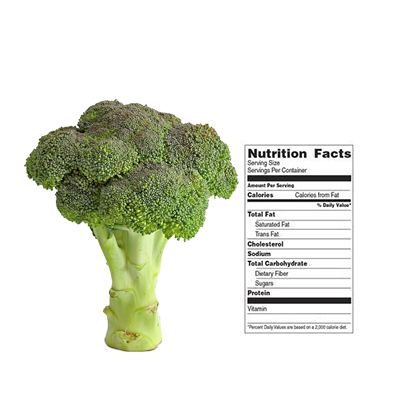 Nutrition Facts
Serving Size
Servings Per Container
Amount Per Serving
Calories Calories from Fat
% Daily Value*
Total Fat
Saturated Fat
Trans Fat
Cholesterol
Sodium
Total Carbohydrate
Dietary Fiber
Sugars
Protein
Vitamin
*Percent Daily Values are based on a 2,000 calorie diet.